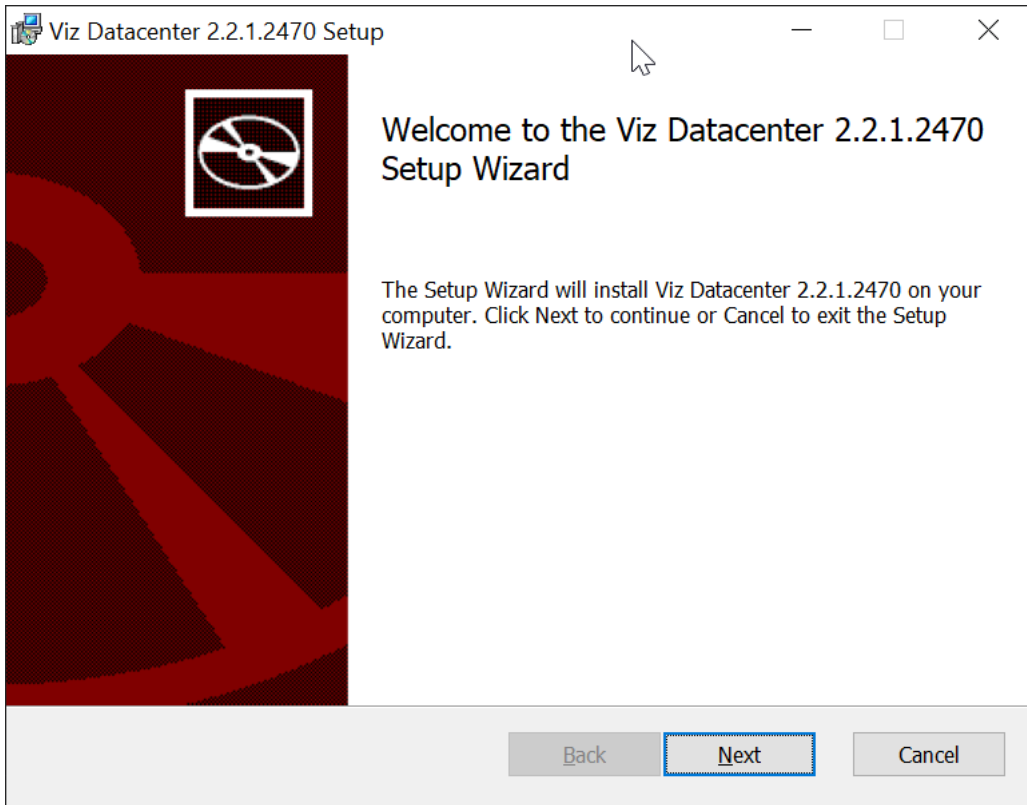 Viz Datacenter 2.2.1.2470 Setup
Welcome to the Viz Datacenter 2.2.1.2470
Setup Wizard
The Setup Wizard will install Viz Datacenter 2.2.1.2470 on your
computer. Click Next to continue or Cancel to exit the Setup
Wizard.
Back
Next
Cancel